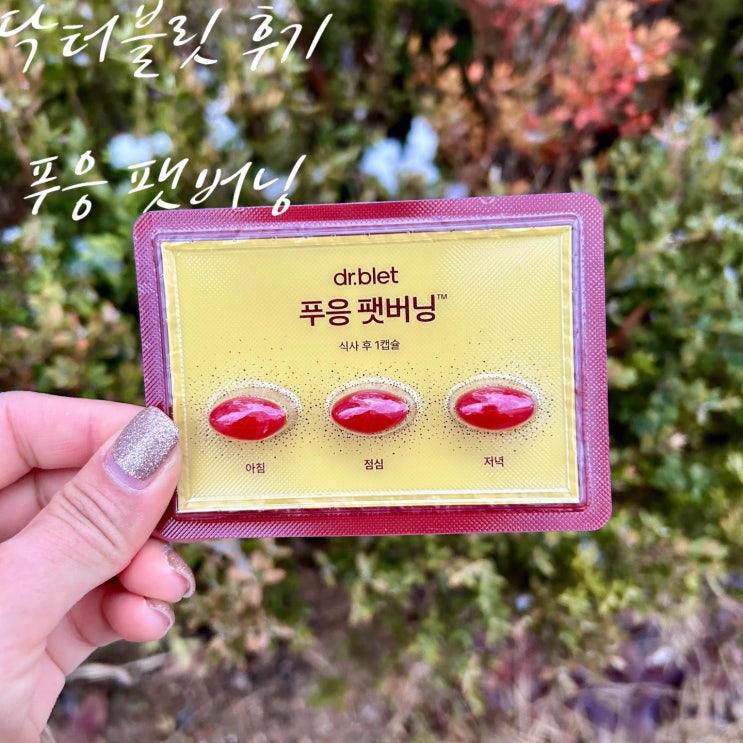 닥터블릿 후기
푸응 팻버닝
dr.blet
푸응 팻버닝™
식사 후 1캡슐
아침 점심 저녁